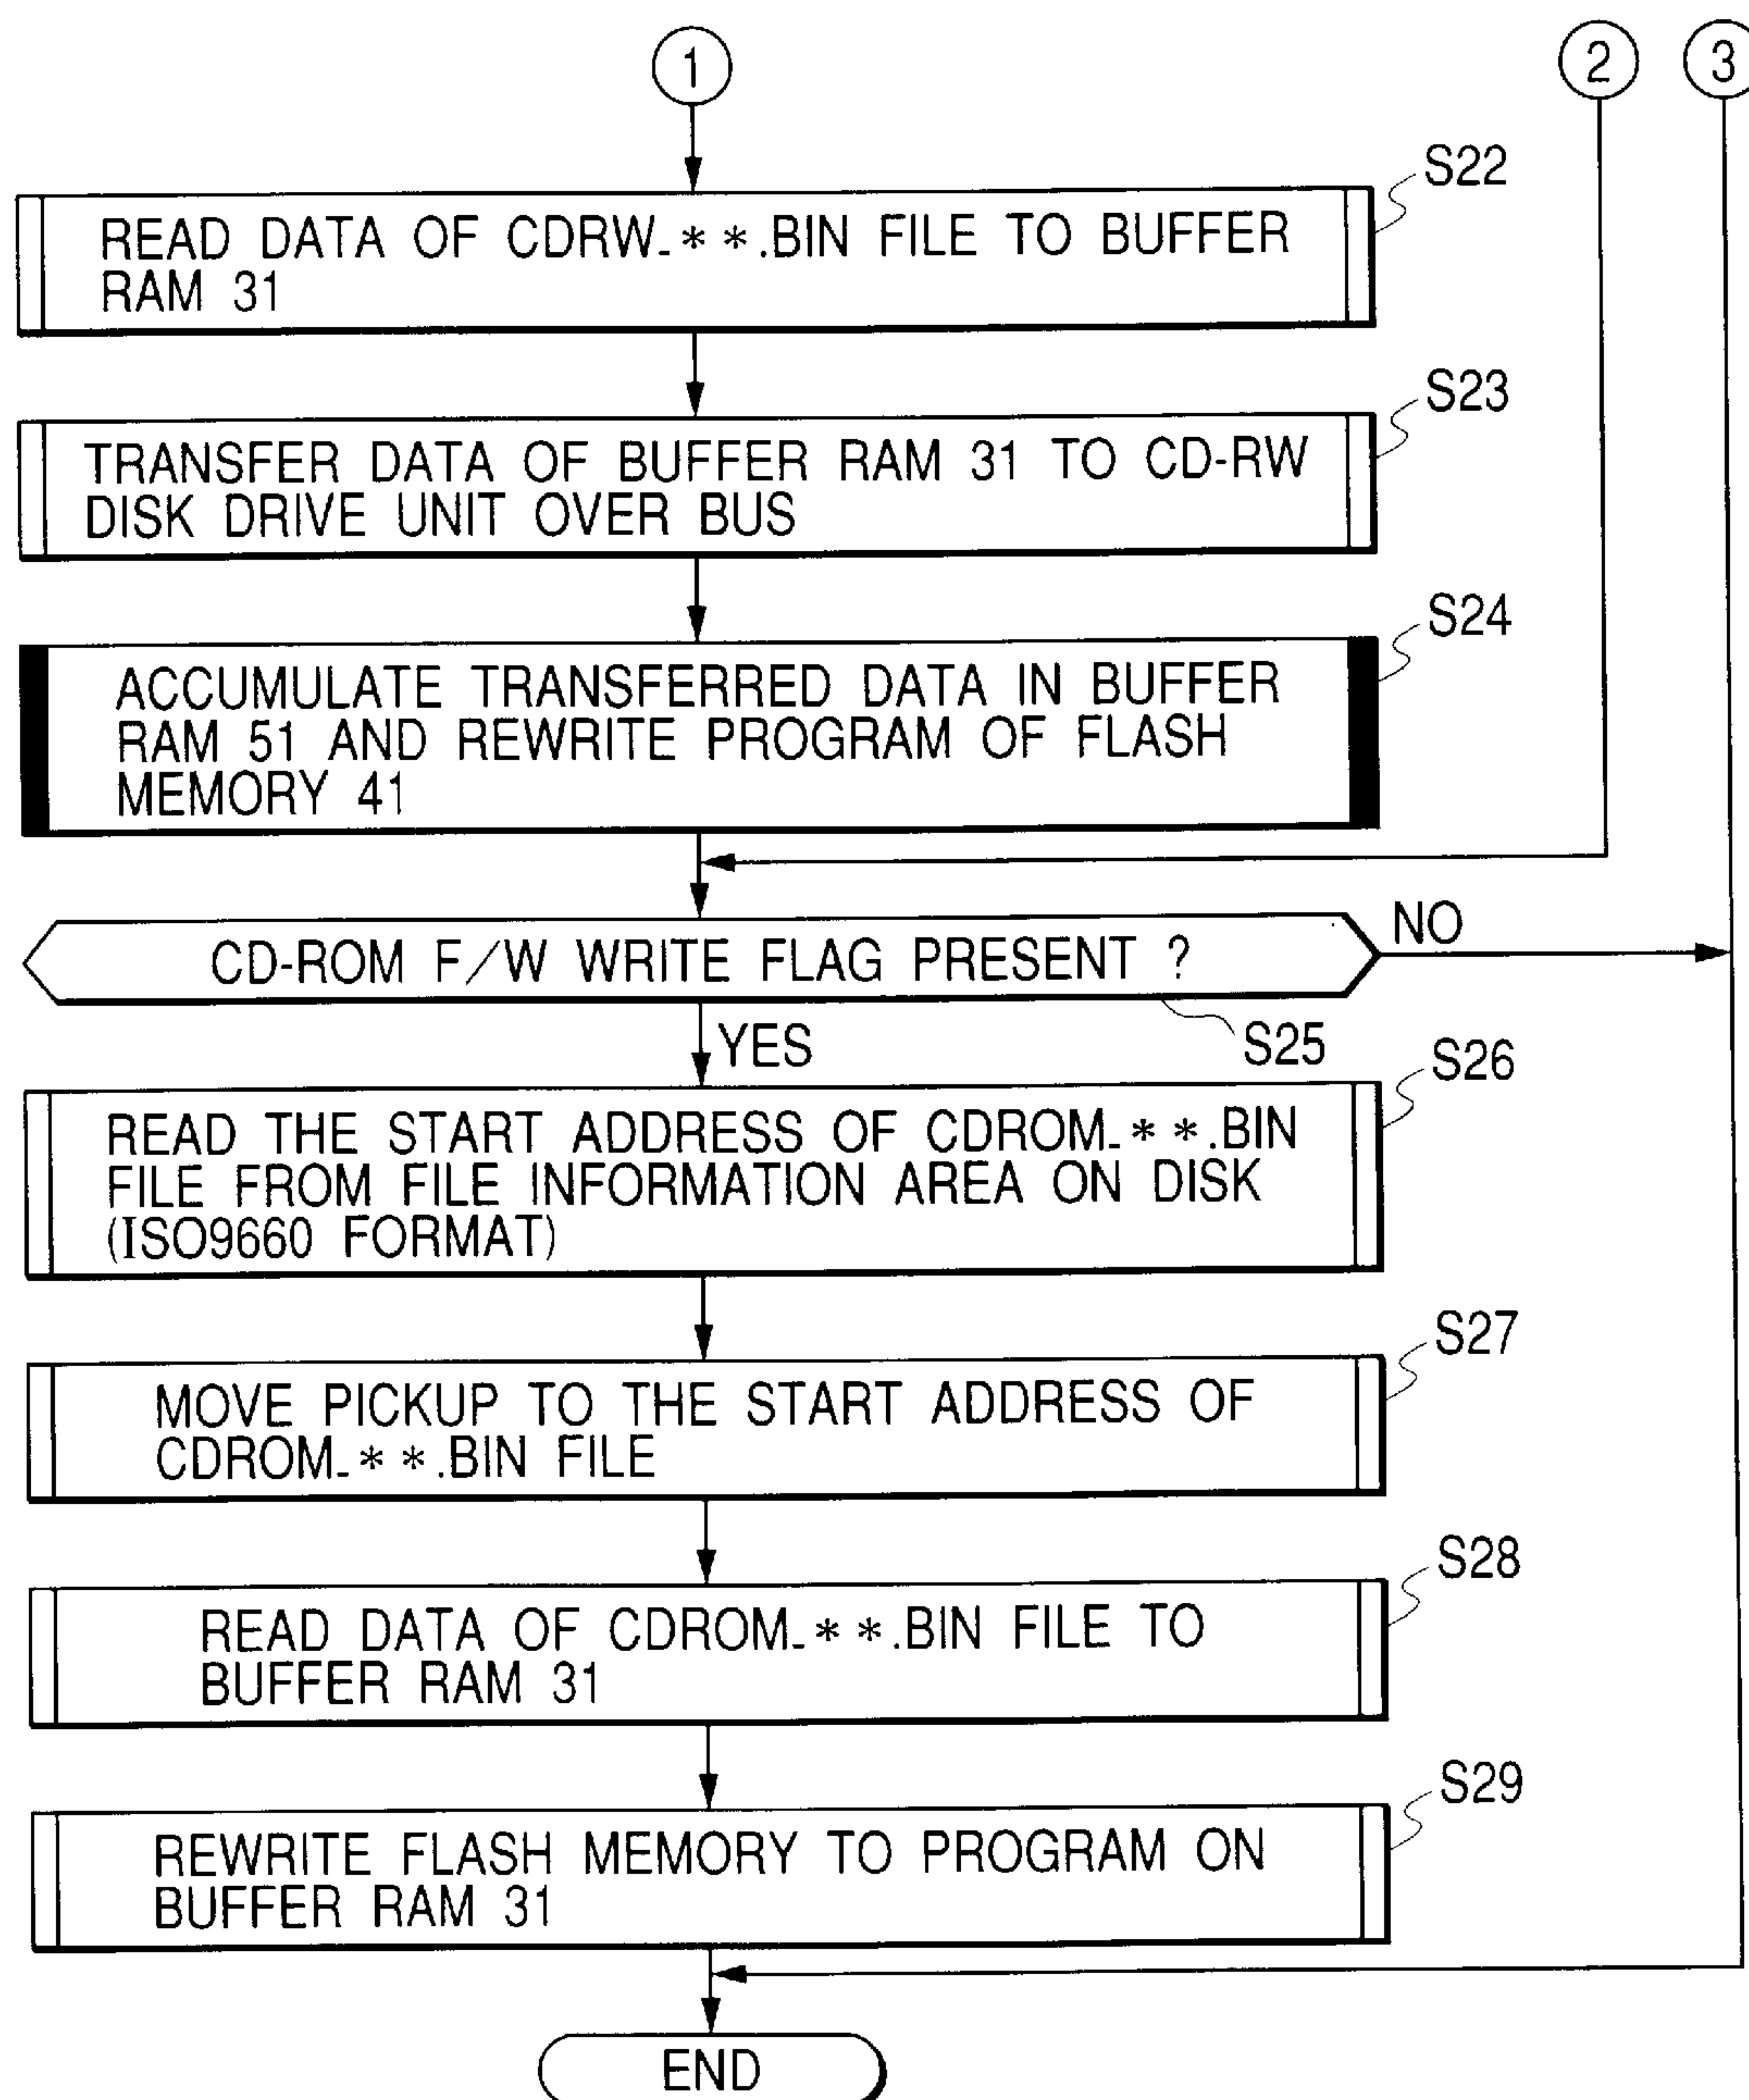 1
2
3
S22
READ DATA OF CDRW_**.BIN FILE TO BUFFER
RAM 31
S23
TRANSFER DATA OF BUFFER RAM 31 TO CD-RW
DISK DRIVE UNIT OVER BUS
S24
ACCUMULATE TRANSFERRED DATA IN BUFFER
RAM 51 AND REWRITE PROGRAM OF FLASH
MEMORY 41
CD-ROM F/W WRITE FLAG PRESENT ?
NO
YES
S25
S26
READ THE START ADDRESS OF CDROM_**.BIN
FILE FROM FILE INFORMATION AREA ON DISK
(ISO9660 FORMAT)
S27
MOVE PICKUP TO THE START ADDRESS OF
CDROM_**.BIN FILE
S28
READ DATA OF CDROM_**.BIN FILE TO
BUFFER RAM 31
S29
REWRITE FLASH MEMORY TO PROGRAM ON
BUFFER RAM 31
END